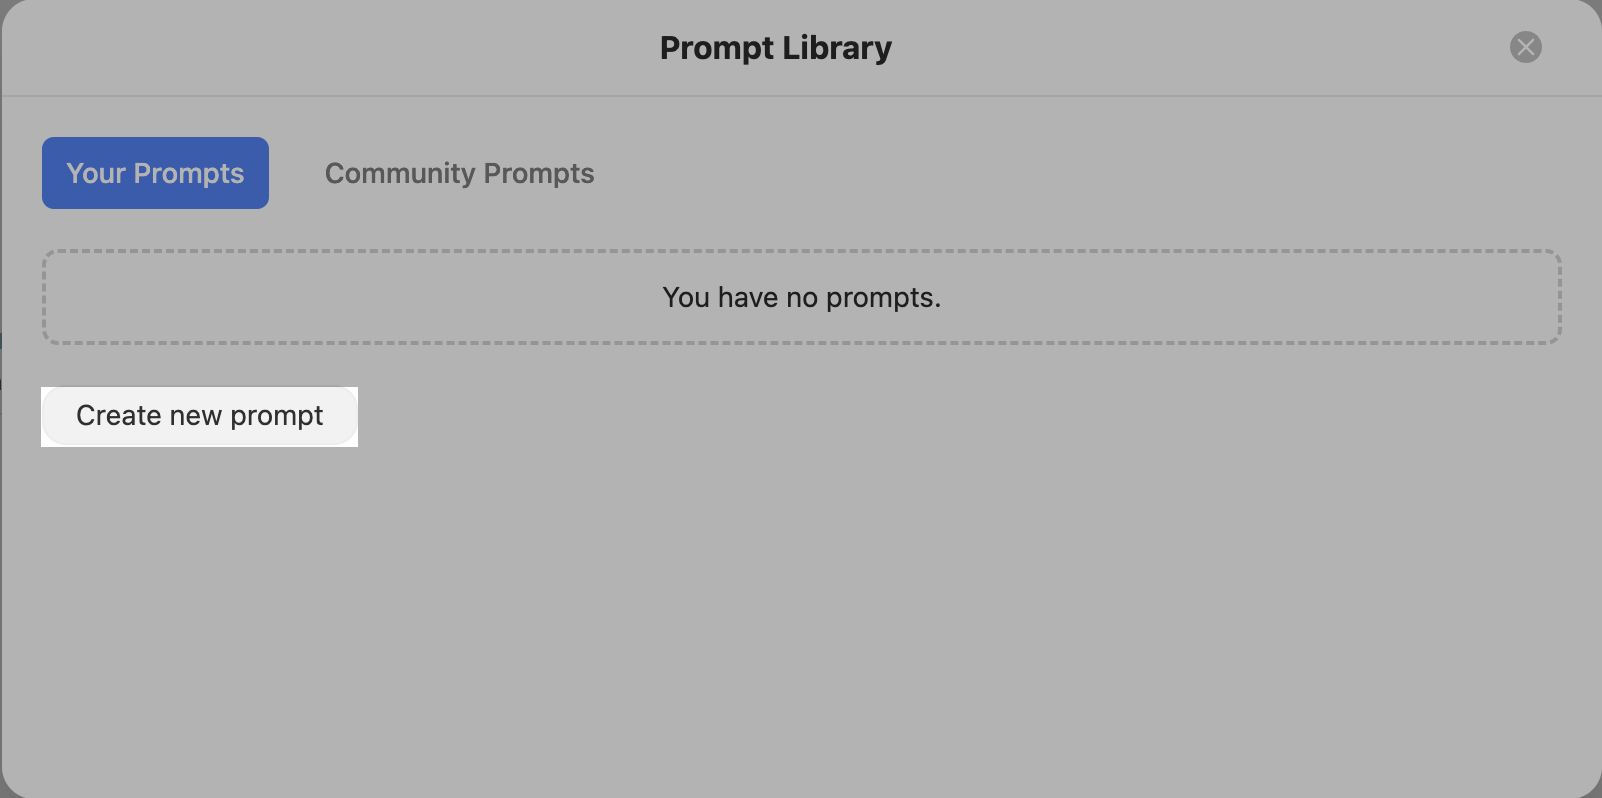 Prompt Library
Your Prompts
Community Prompts
You have no prompts.
Create new prompt